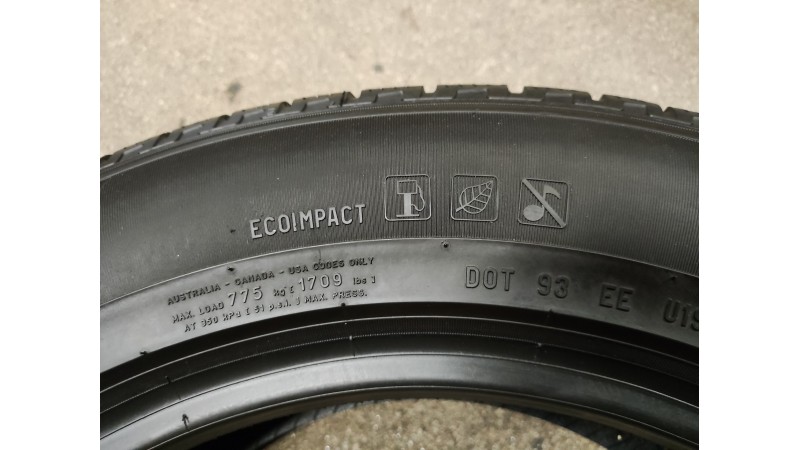 ECOIMPACT
AUSTRALIA - CANADA - USA CODES ONLY
MAX. LOAD 775 kg [ 1709 lbs ]
AT 350 kPa [ 51 p.s.i. ] MAX. PRESS.
DOT 93 EE U19